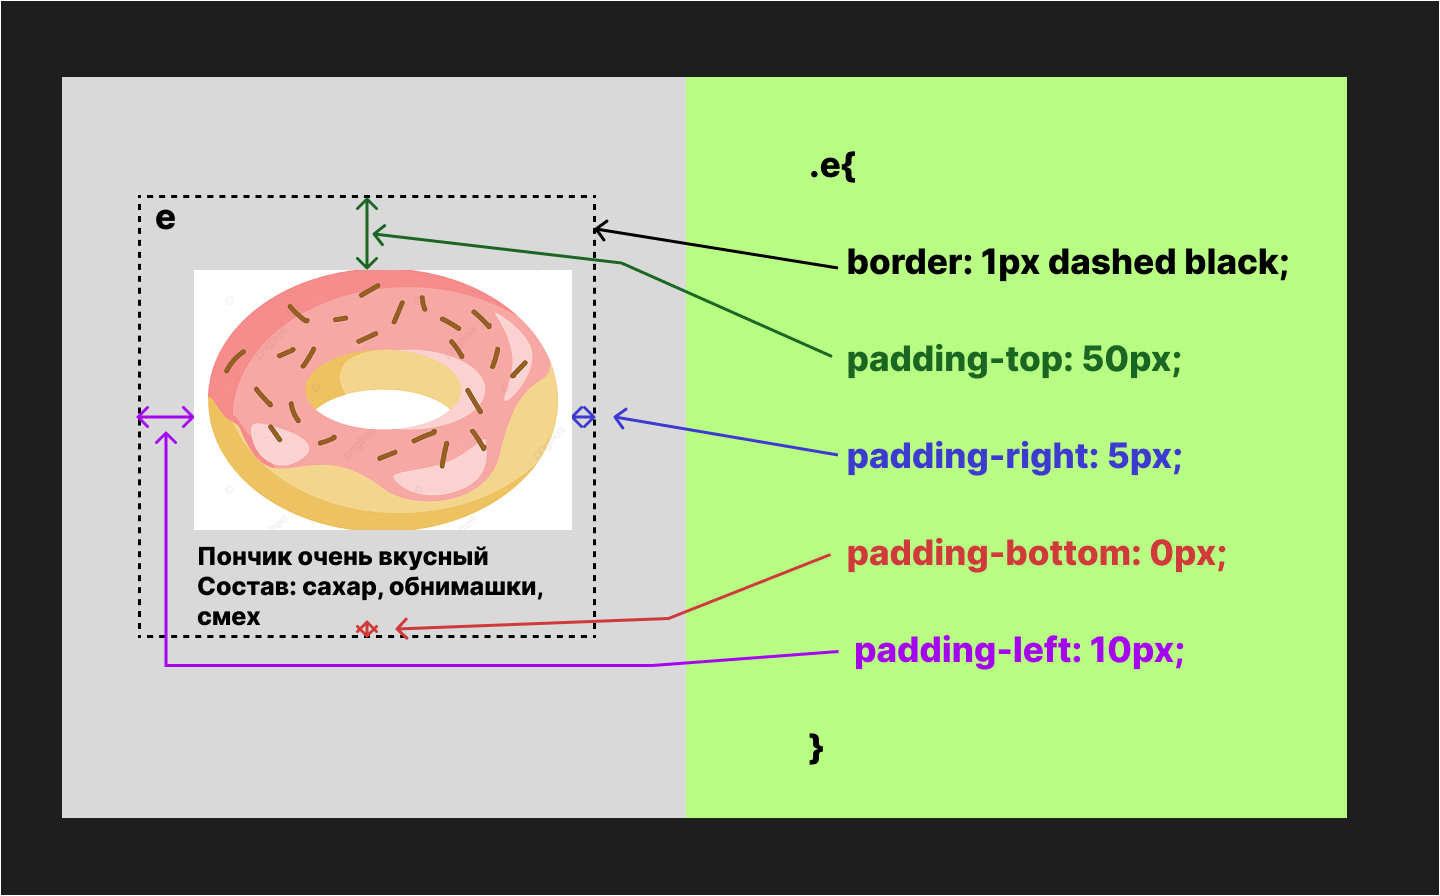 e
Пончик очень вкусный
Состав: сахар, обнимашки,
смех
.e{
border: 1px dashed black;
padding-top: 50px;
padding-right: 5px;
padding-bottom: 0px;
padding-left: 10px;
}